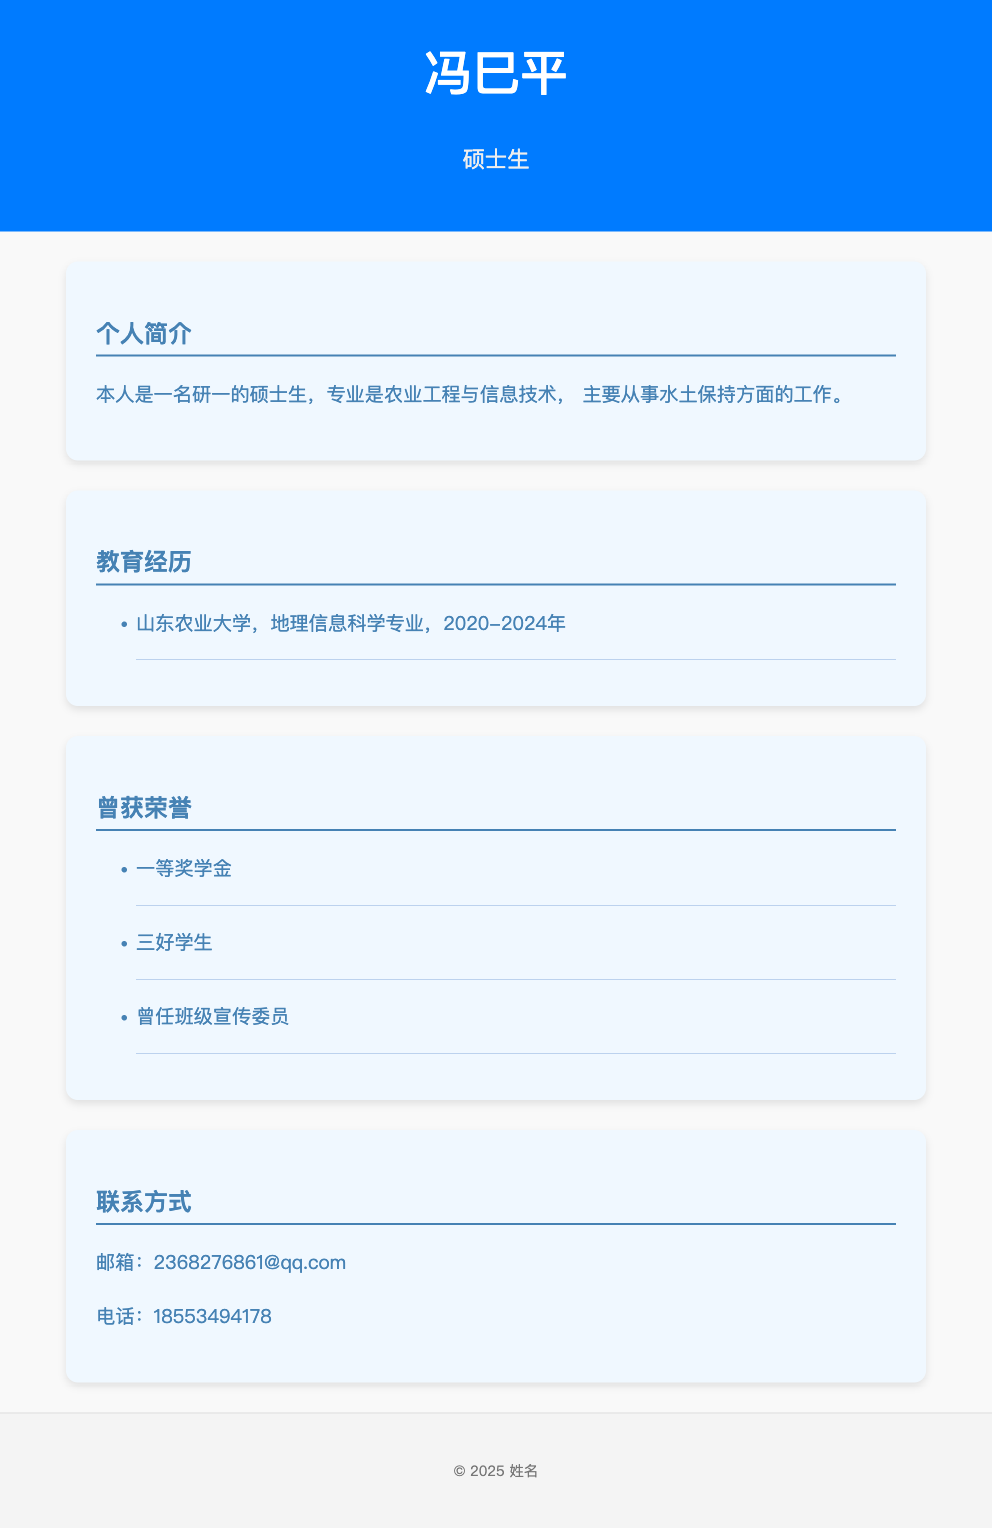 冯巳平
硕士生
个人简介
本人是一名研一的硕士生，专业是农业工程与信息技术， 主要从事水土保持方面的工作。
教育经历
• 山东农业大学，地理信息科学专业，2020-2024年
曾获荣誉
• 一等奖学金
• 三好学生
• 曾任班级宣传委员
联系方式
邮箱：2368276861@qq.com
电话：18553494178
© 2025 姓名